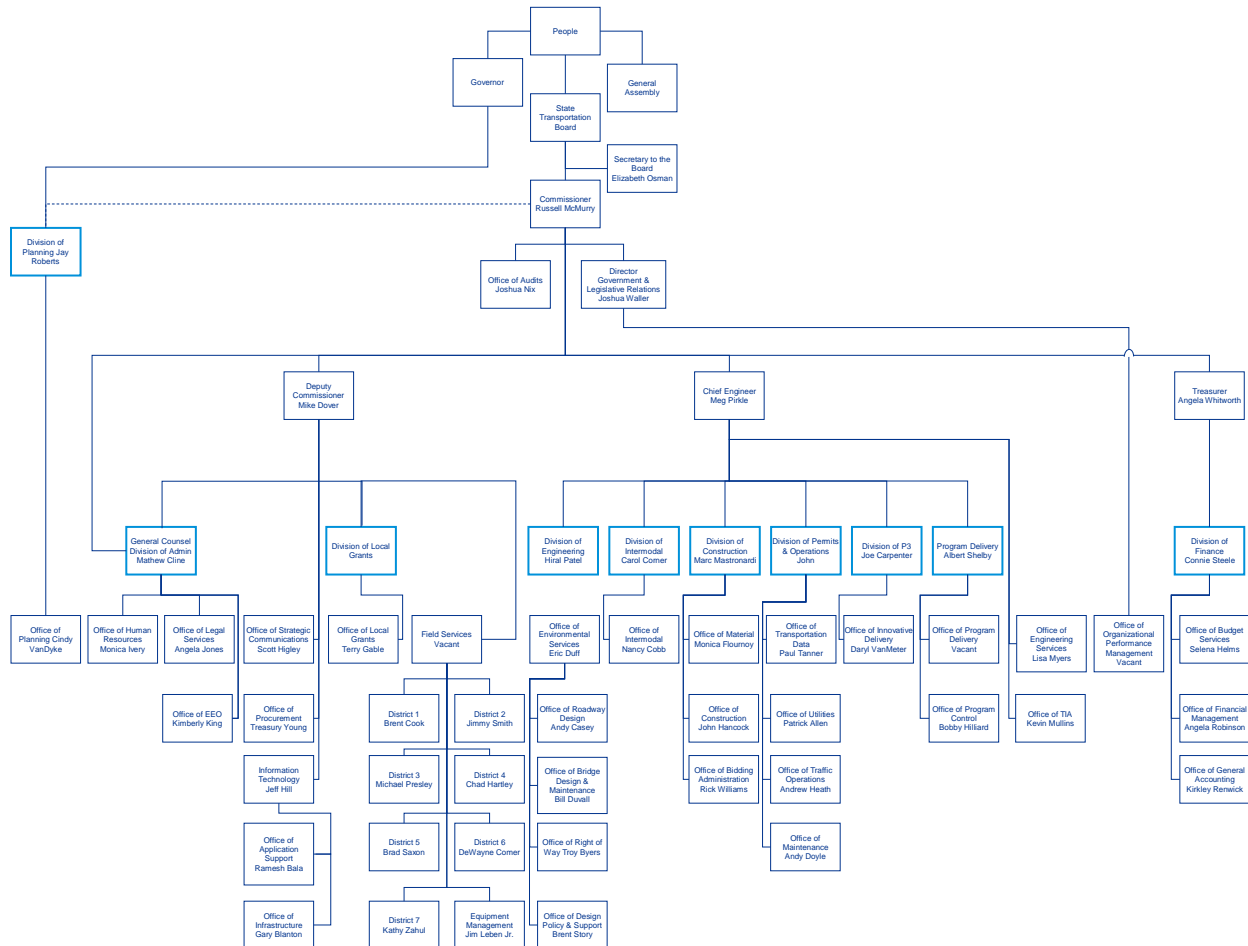 People
Governor
General
Assembly
State
Transportation
Board
Secretary to the
Board
Elizabeth Osman
Commissioner
Russell McMurry
Division of
Planning Jay
Roberts
Office of Audits
Joshua Nix
Director
Government &
Legislative Relations
Joshua Waller
Deputy
Commissioner
Mike Dover
Chief Engineer
Meg Pirkle
Treasurer
Angela Whitworth
General Counsel
Division of Admin
Mathew Cline
Division of Local
Grants
Division of
Engineering
Hiral Patel
Division of
Intermodal
Carol Comer
Division of
Construction
Marc Mastronardi
Division of Permits
& Operations
John
Division of P3
Joe Carpenter
Program Delivery
Albert Shelby
Division of
Finance
Connie Steele
Office of
Planning Cindy
VanDyke
Office of Human
Resources
Monica Ivery
Office of Legal
Services
Angela Jones
Office of Strategic
Communications
Scott Higley
Office of Local
Grants
Terry Gable
Field Services
Vacant
Office of
Environmental
Services
Eric Duff
Office of
Intermodal
Nancy Cobb
Office of Material
Monica Flournoy
Office of
Transportation
Data
Paul Tanner
Office of Innovative
Delivery
Daryl VanMeter
Office of Program
Delivery
Vacant
Office of
Engineering
Services
Lisa Myers
Office of
Organizational
Performance
Management
Vacant
Office of Budget
Services
Selena Helms
Office of EEO
Kimberly King
Office of
Procurement
Treasury Young
District 1
Brent Cook
District 2
Jimmy Smith
Office of Roadway
Design
Andy Casey
Office of
Construction
John Hancock
Office of Utilities
Patrick Allen
Office of Program
Control
Bobby Hilliard
Office of TIA
Kevin Mullins
Office of Financial
Management
Angela Robinson
Information
Technology
Jeff Hill
District 3
Michael Presley
District 4
Chad Hartley
Office of Bridge
Design &
Maintenance
Bill Duvall
Office of Bidding
Administration
Rick Williams
Office of Traffic
Operations
Andrew Heath
Office of General
Accounting
Kirkley Renwick
Office of
Application
Support
Ramesh Bala
District 5
Brad Saxon
District 6
DeWayne Comer
Office of Right of
Way Troy Byers
Office of
Maintenance
Andy Doyle
Office of
Infrastructure
Gary Blanton
District 7
Kathy Zahul
Equipment
Management
Jim Leben Jr.
Office of Design
Policy & Support
Brent Story